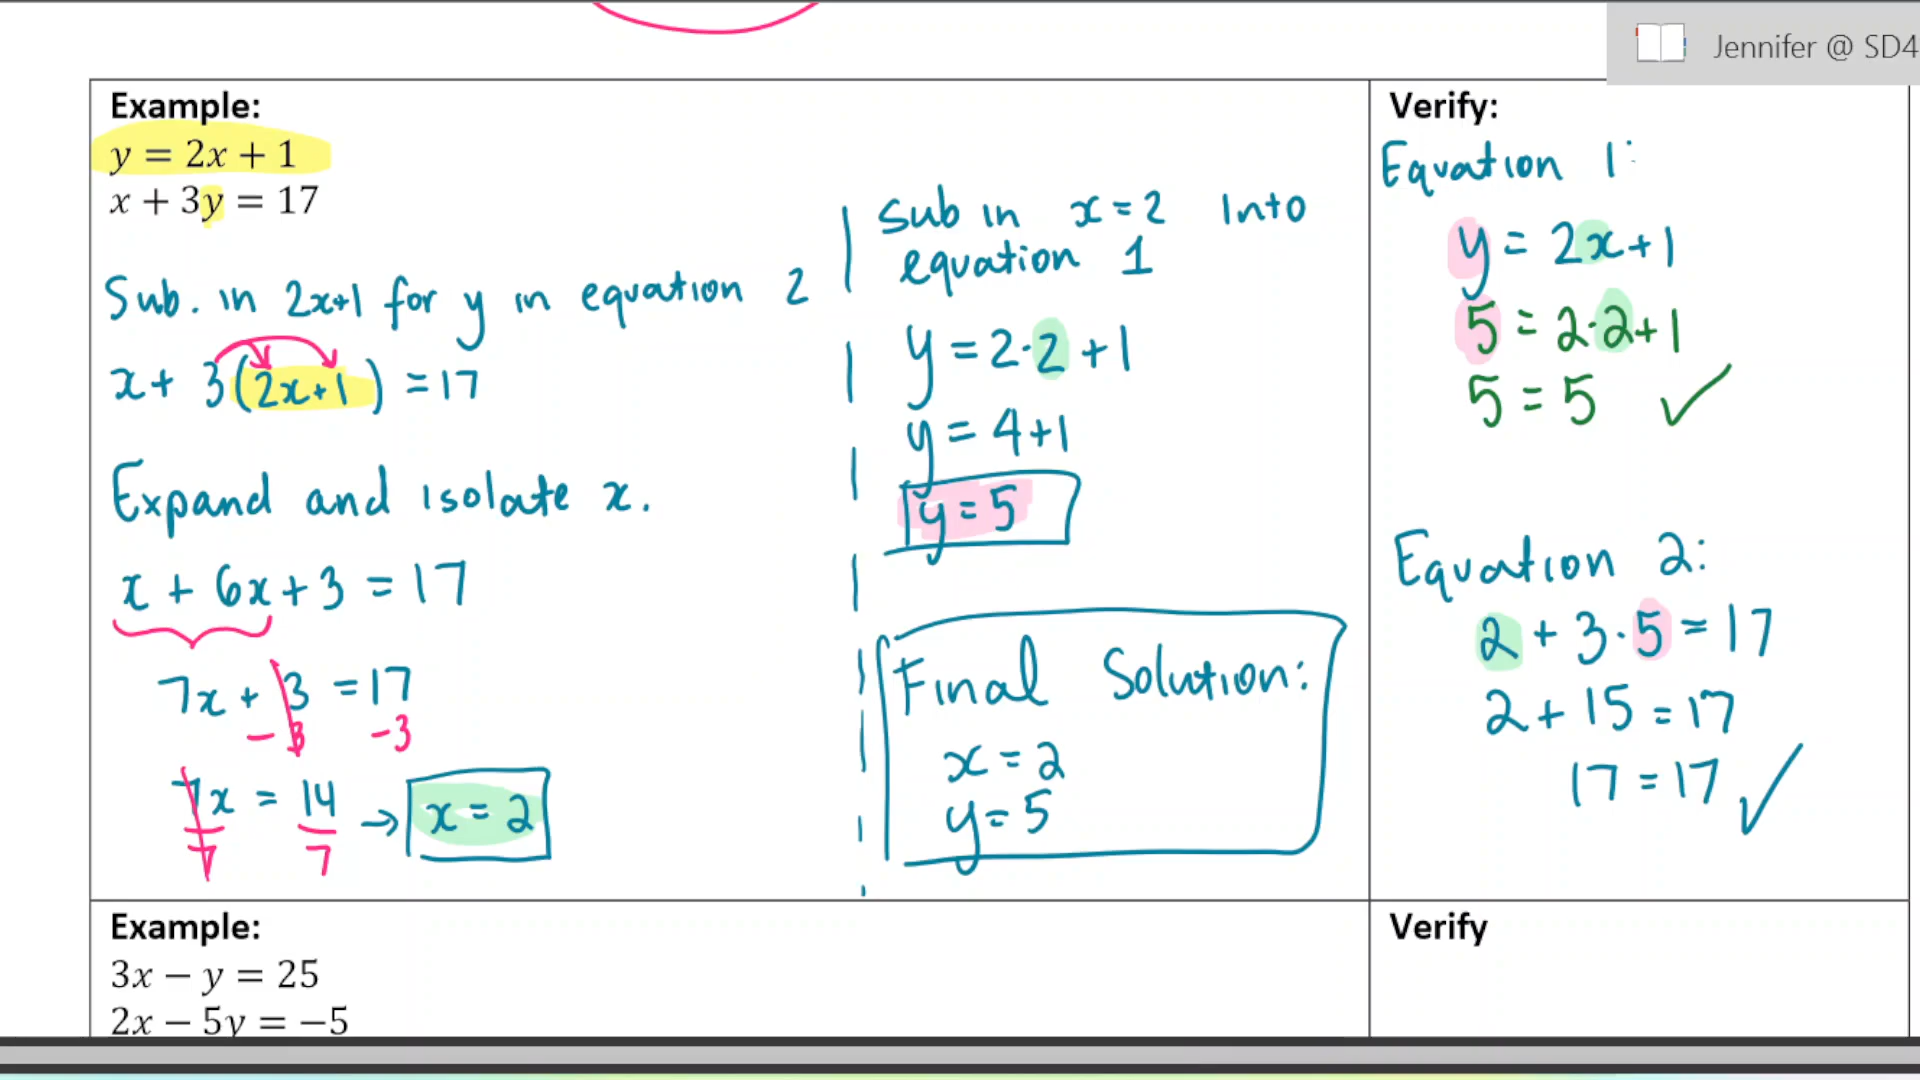 Jennifer @ SD4
Example:
y = 2x + 1
x + 3y = 17
Sub. in 2x+1 for y in equation 2
x + 3(2x+1) = 17
Expand and isolate x.
x + 6x + 3 = 17
7x + 3 = 17
-3 -3
7x = 14 → x = 2
7 7
Sub in x = 2 into
equation 1
y = 2·2 + 1
y = 4+1
y = 5
Final Solution:
x = 2
y = 5
Verify:
Equation 1:
y = 2x+1
5 = 2·2+1
5 = 5 ✓
Equation 2:
2 + 3·5 = 17
2 + 15 = 17
17 = 17 ✓
Example:
3x − y = 25
2x − 5y = −5
Verify